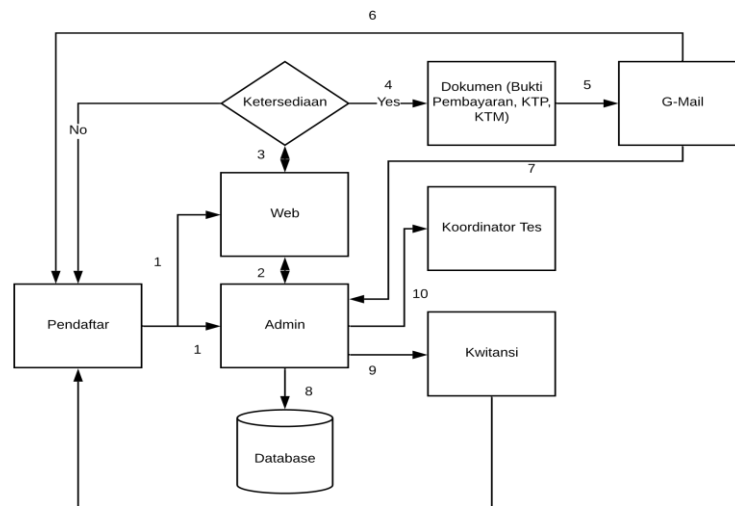 6
Ketersediaan
4
Yes
Dokumen (Bukti
Pembayaran, KTP,
KTM)
5
G-Mail
No
3
7
Web
Koordinator Tes
1
2
10
Pendaftar
Admin
1
9
Kwitansi
8
Database